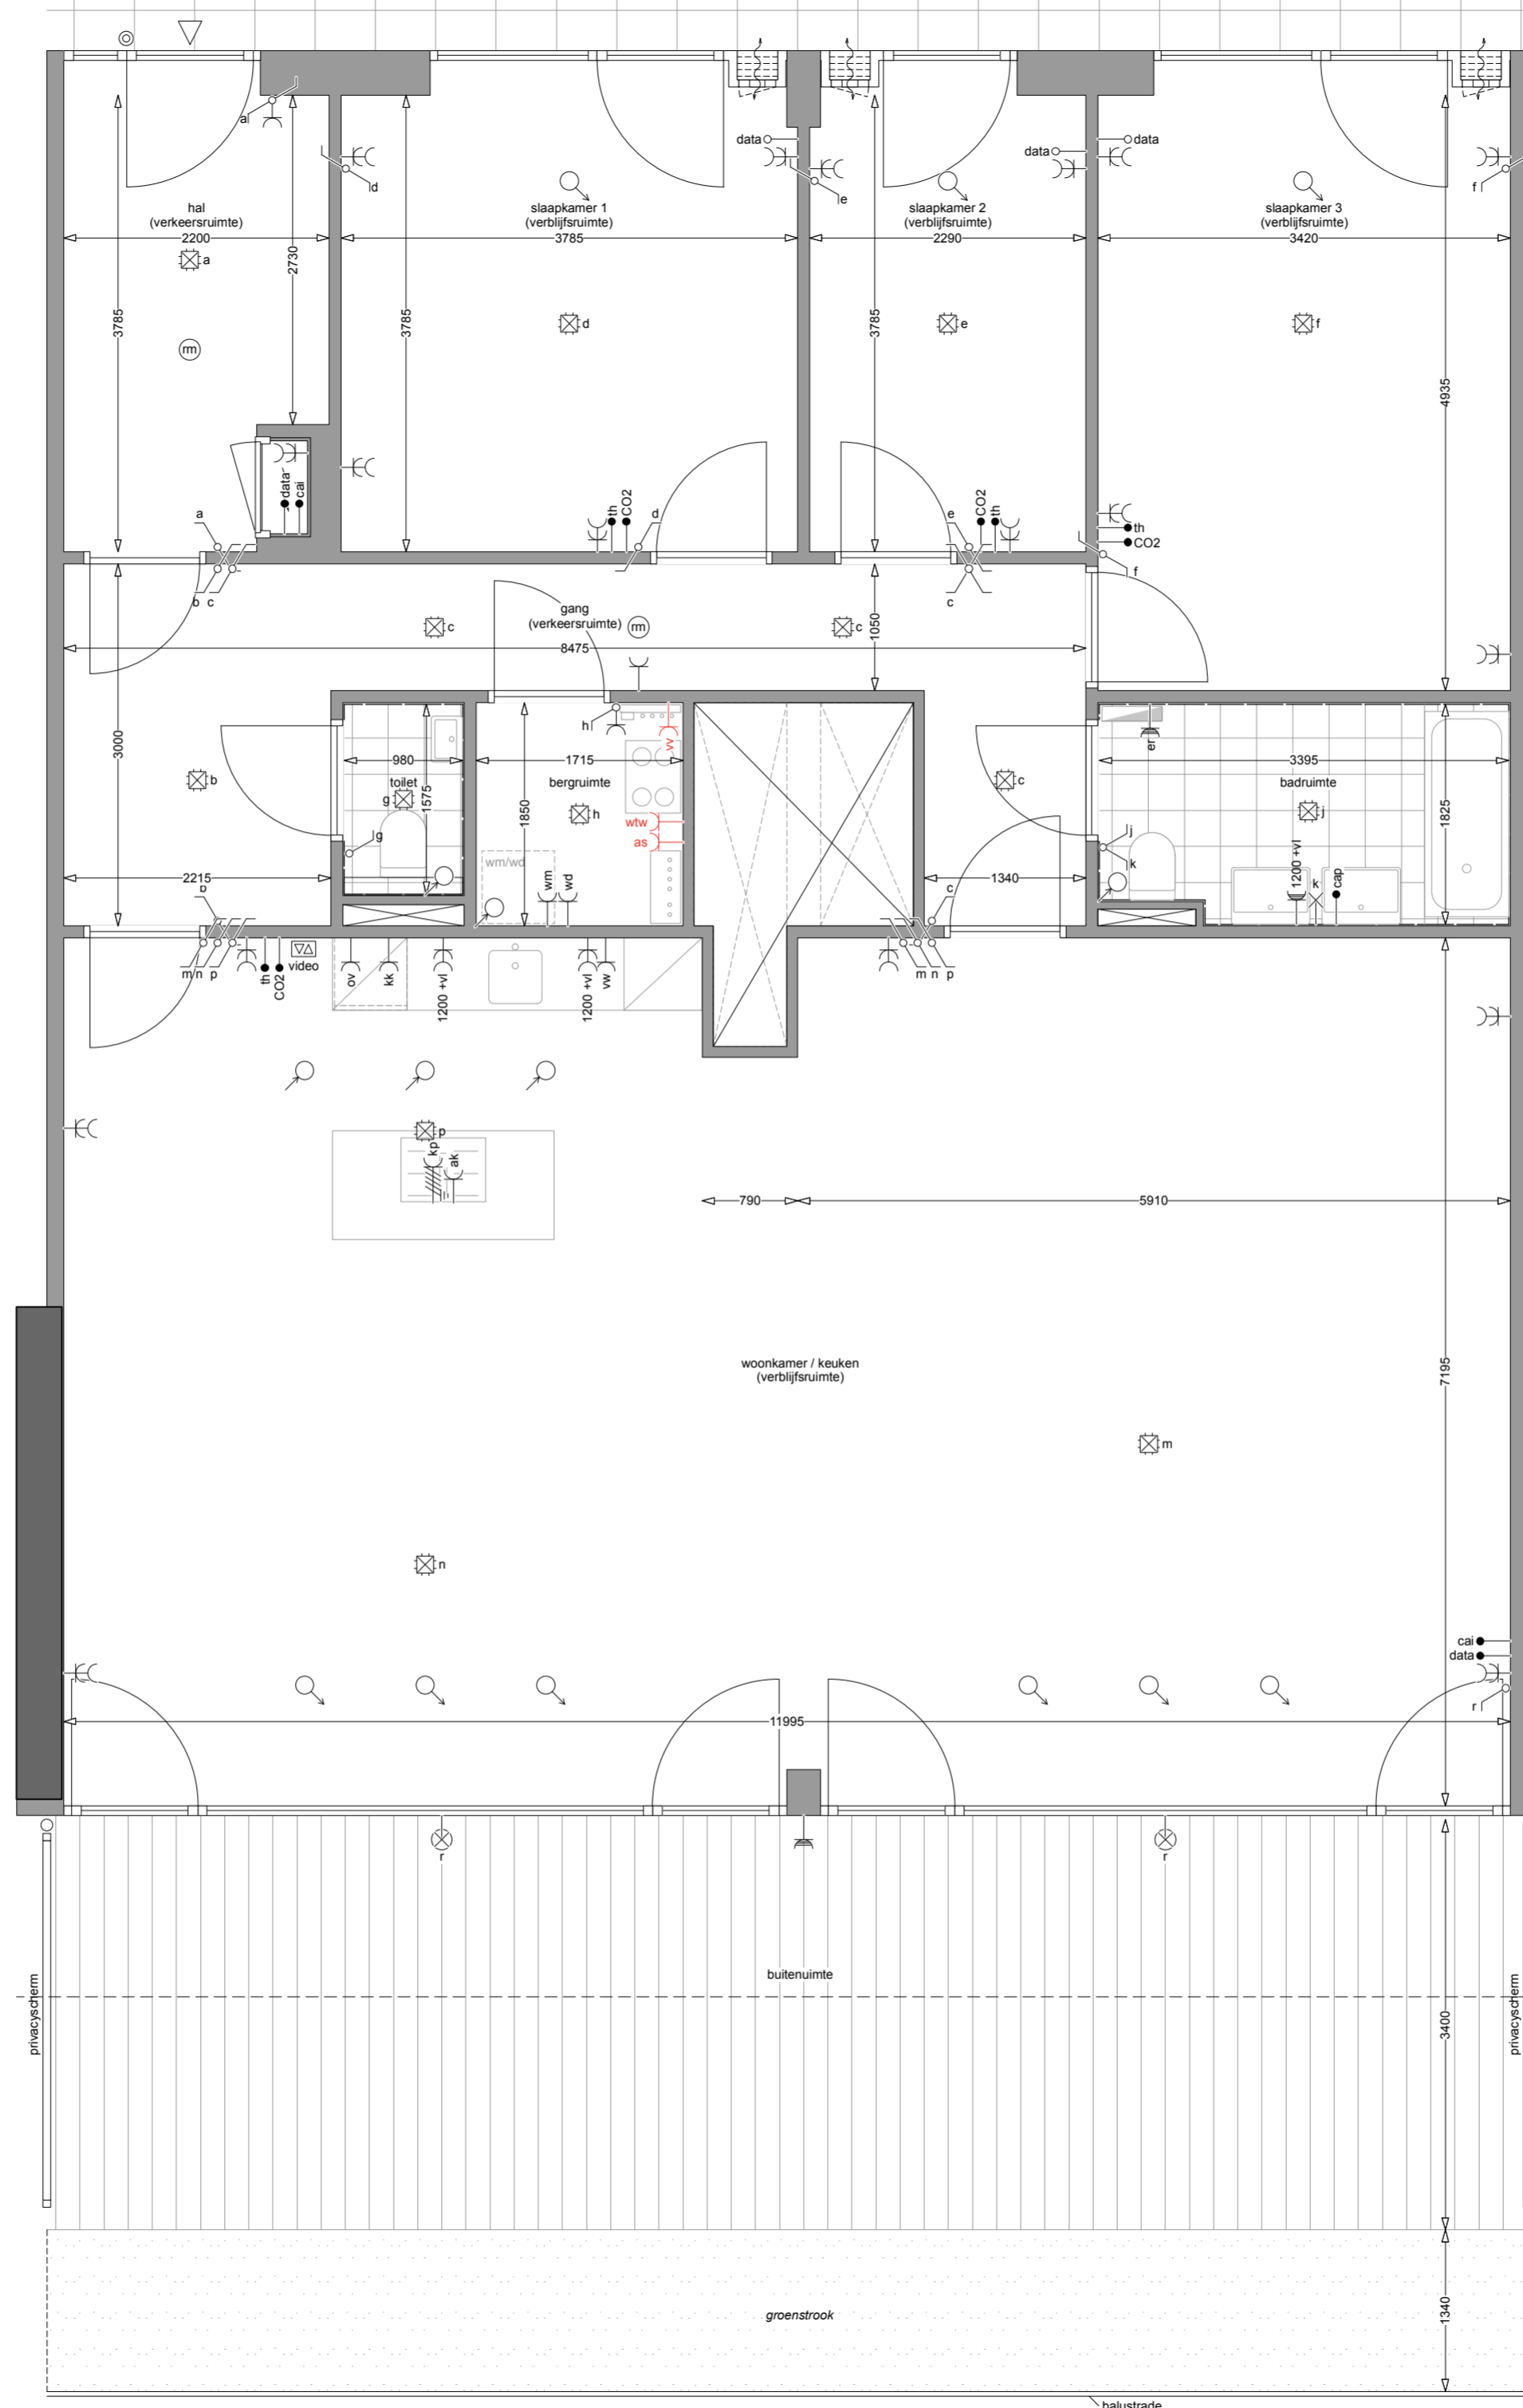 a
data
data
data
d
e
f
hal
(verkeersruimte)
2200
slaapkamer 1
(verblijfsruimte)
3785
slaapkamer 2
(verblijfsruimte)
2290
slaapkamer 3
(verblijfsruimte)
3420
a
2730
3785
3785
3785
4935
d
e
f
rm
data
cai
a
th
CO2
d
e
CO2
th
th
CO2
f
b c
c
gang
(verkeersruimte)
rm
c
c
1050
8475
h
vv
er
3000
980
toilet
1575
g
g
b
1715
bergruimte
1850
h
wtw
as
wm/wd
wm
wd
c
3395
badruimte
1825
j
j
k
1200 +vl
k
cap
2215
b
1340
c
m n p
th
CO2
video
ov
kk
1200 +vl
1200 +vl
vw
m n p
p
kp
ak
790
5910
woonkamer / keuken
(verblijfsruimte)
7195
m
n
cai
data
r
11995
r
r
buitenuimte
privacyscherm
privacyscherm
3400
groenstrook
1340
balustrade